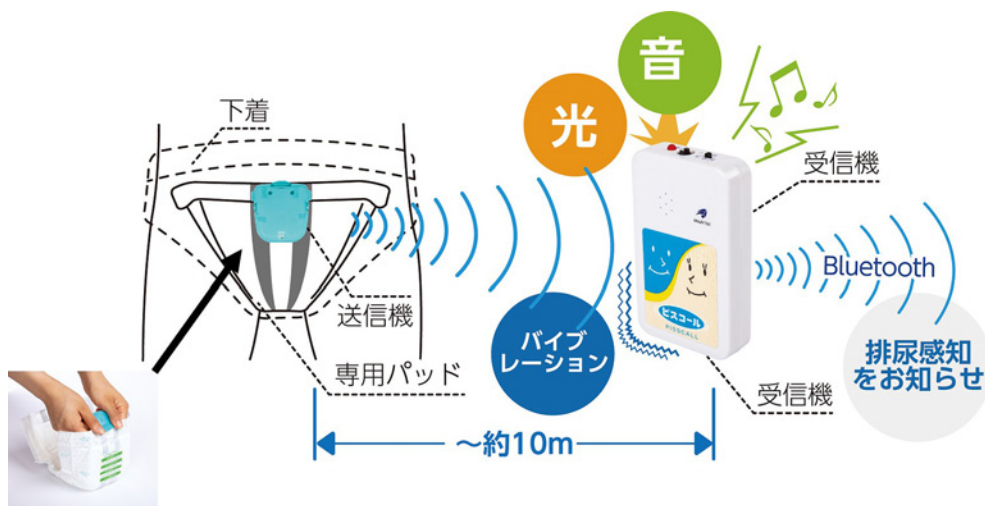 音
光
下着
受信機
送信機
専用パッド
バイブ
レーション
ピスコール
PISSCALL
Bluetooth
排尿感知
をお知らせ
受信機
〜約10m